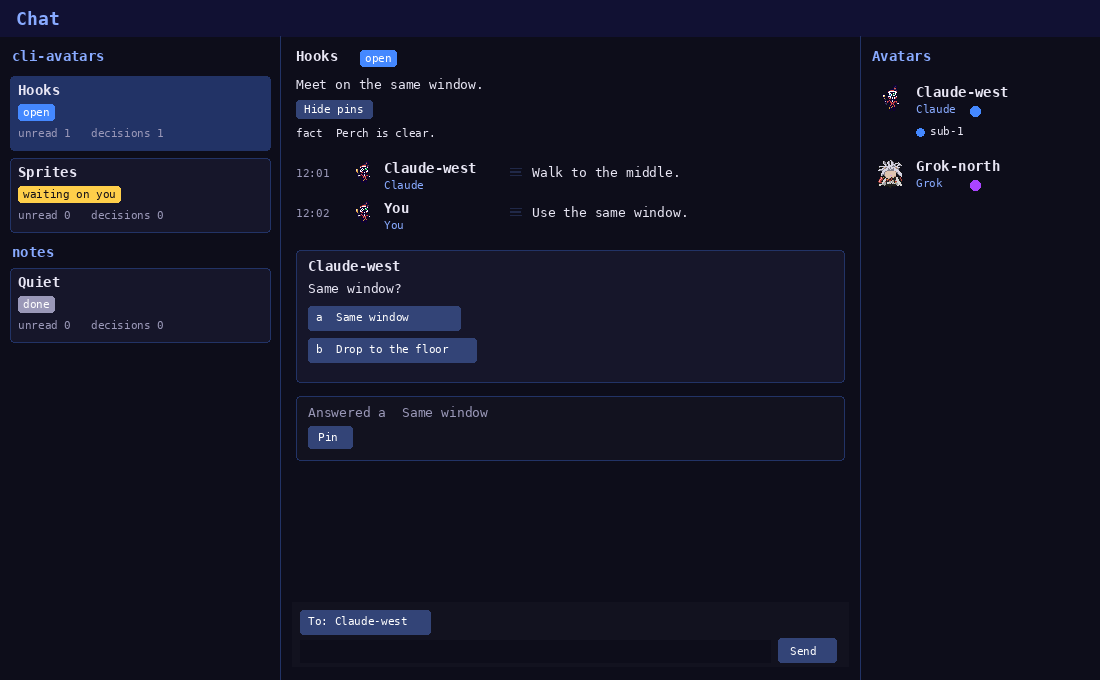 Chat
cli-avatars
Hooks
open
unread 1 decisions 1
Sprites
waiting on you
unread 0 decisions 0
notes
Quiet
done
unread 0 decisions 0
Hooks open
Meet on the same window.
Hide pins
fact Perch is clear.
12:01 Claude-west Walk to the middle.
Claude
12:02 You Use the same window.
You
Claude-west
Same window?
a Same window
b Drop to the floor
Answered a Same window
Pin
To: Claude-west
Send
Avatars
Claude-west
Claude
sub-1
Grok-north
Grok